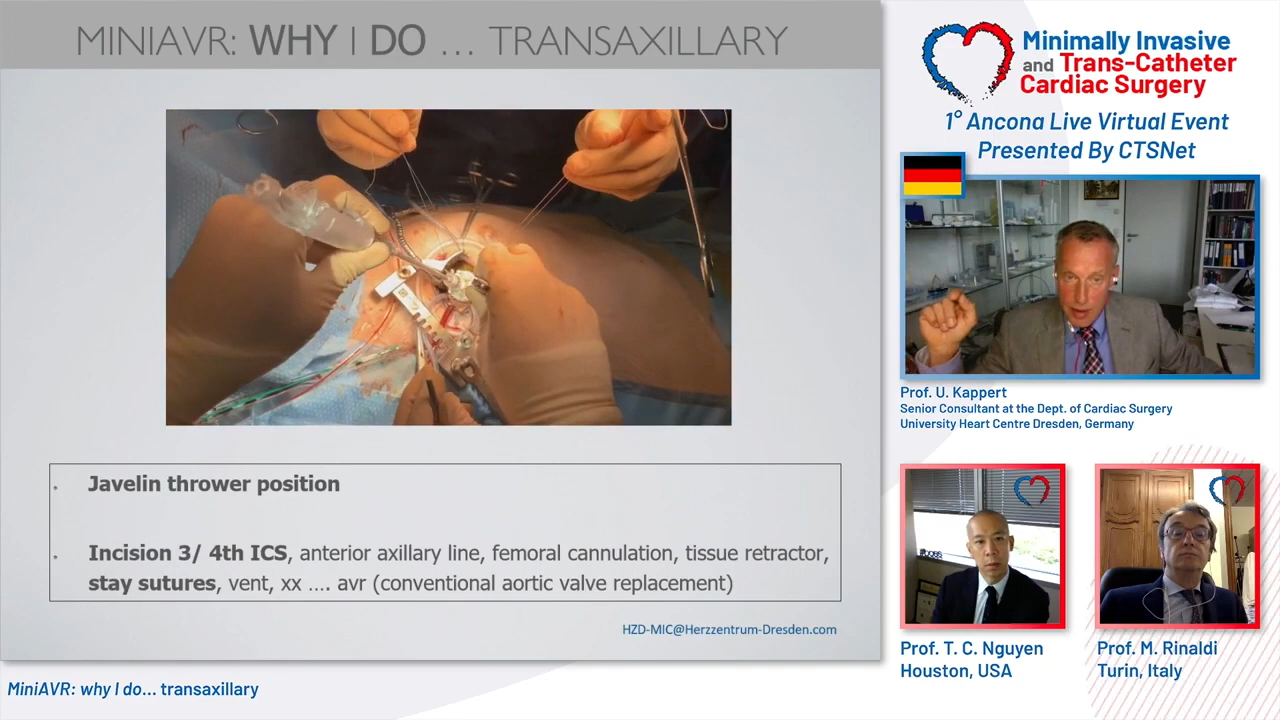 MINIAVR: WHY I DO ... TRANSAXILLARY
Javelin thrower position
Incision 3/ 4th ICS, anterior axillary line, femoral cannulation, tissue retractor,
stay sutures, vent, xx .... avr (conventional aortic valve replacement)
HZD-MIC@Herzzentrum-Dresden.com
MiniAVR: why I do... transaxillary
Minimally Invasive
and Trans-Catheter
Cardiac Surgery
1° Ancona Live Virtual Event
Presented By CTSNet
Prof. U. Kappert
Senior Consultant at the Dept. of Cardiac Surgery
University Heart Centre Dresden, Germany
Prof. T. C. Nguyen
Houston, USA
Prof. M. Rinaldi
Turin, Italy